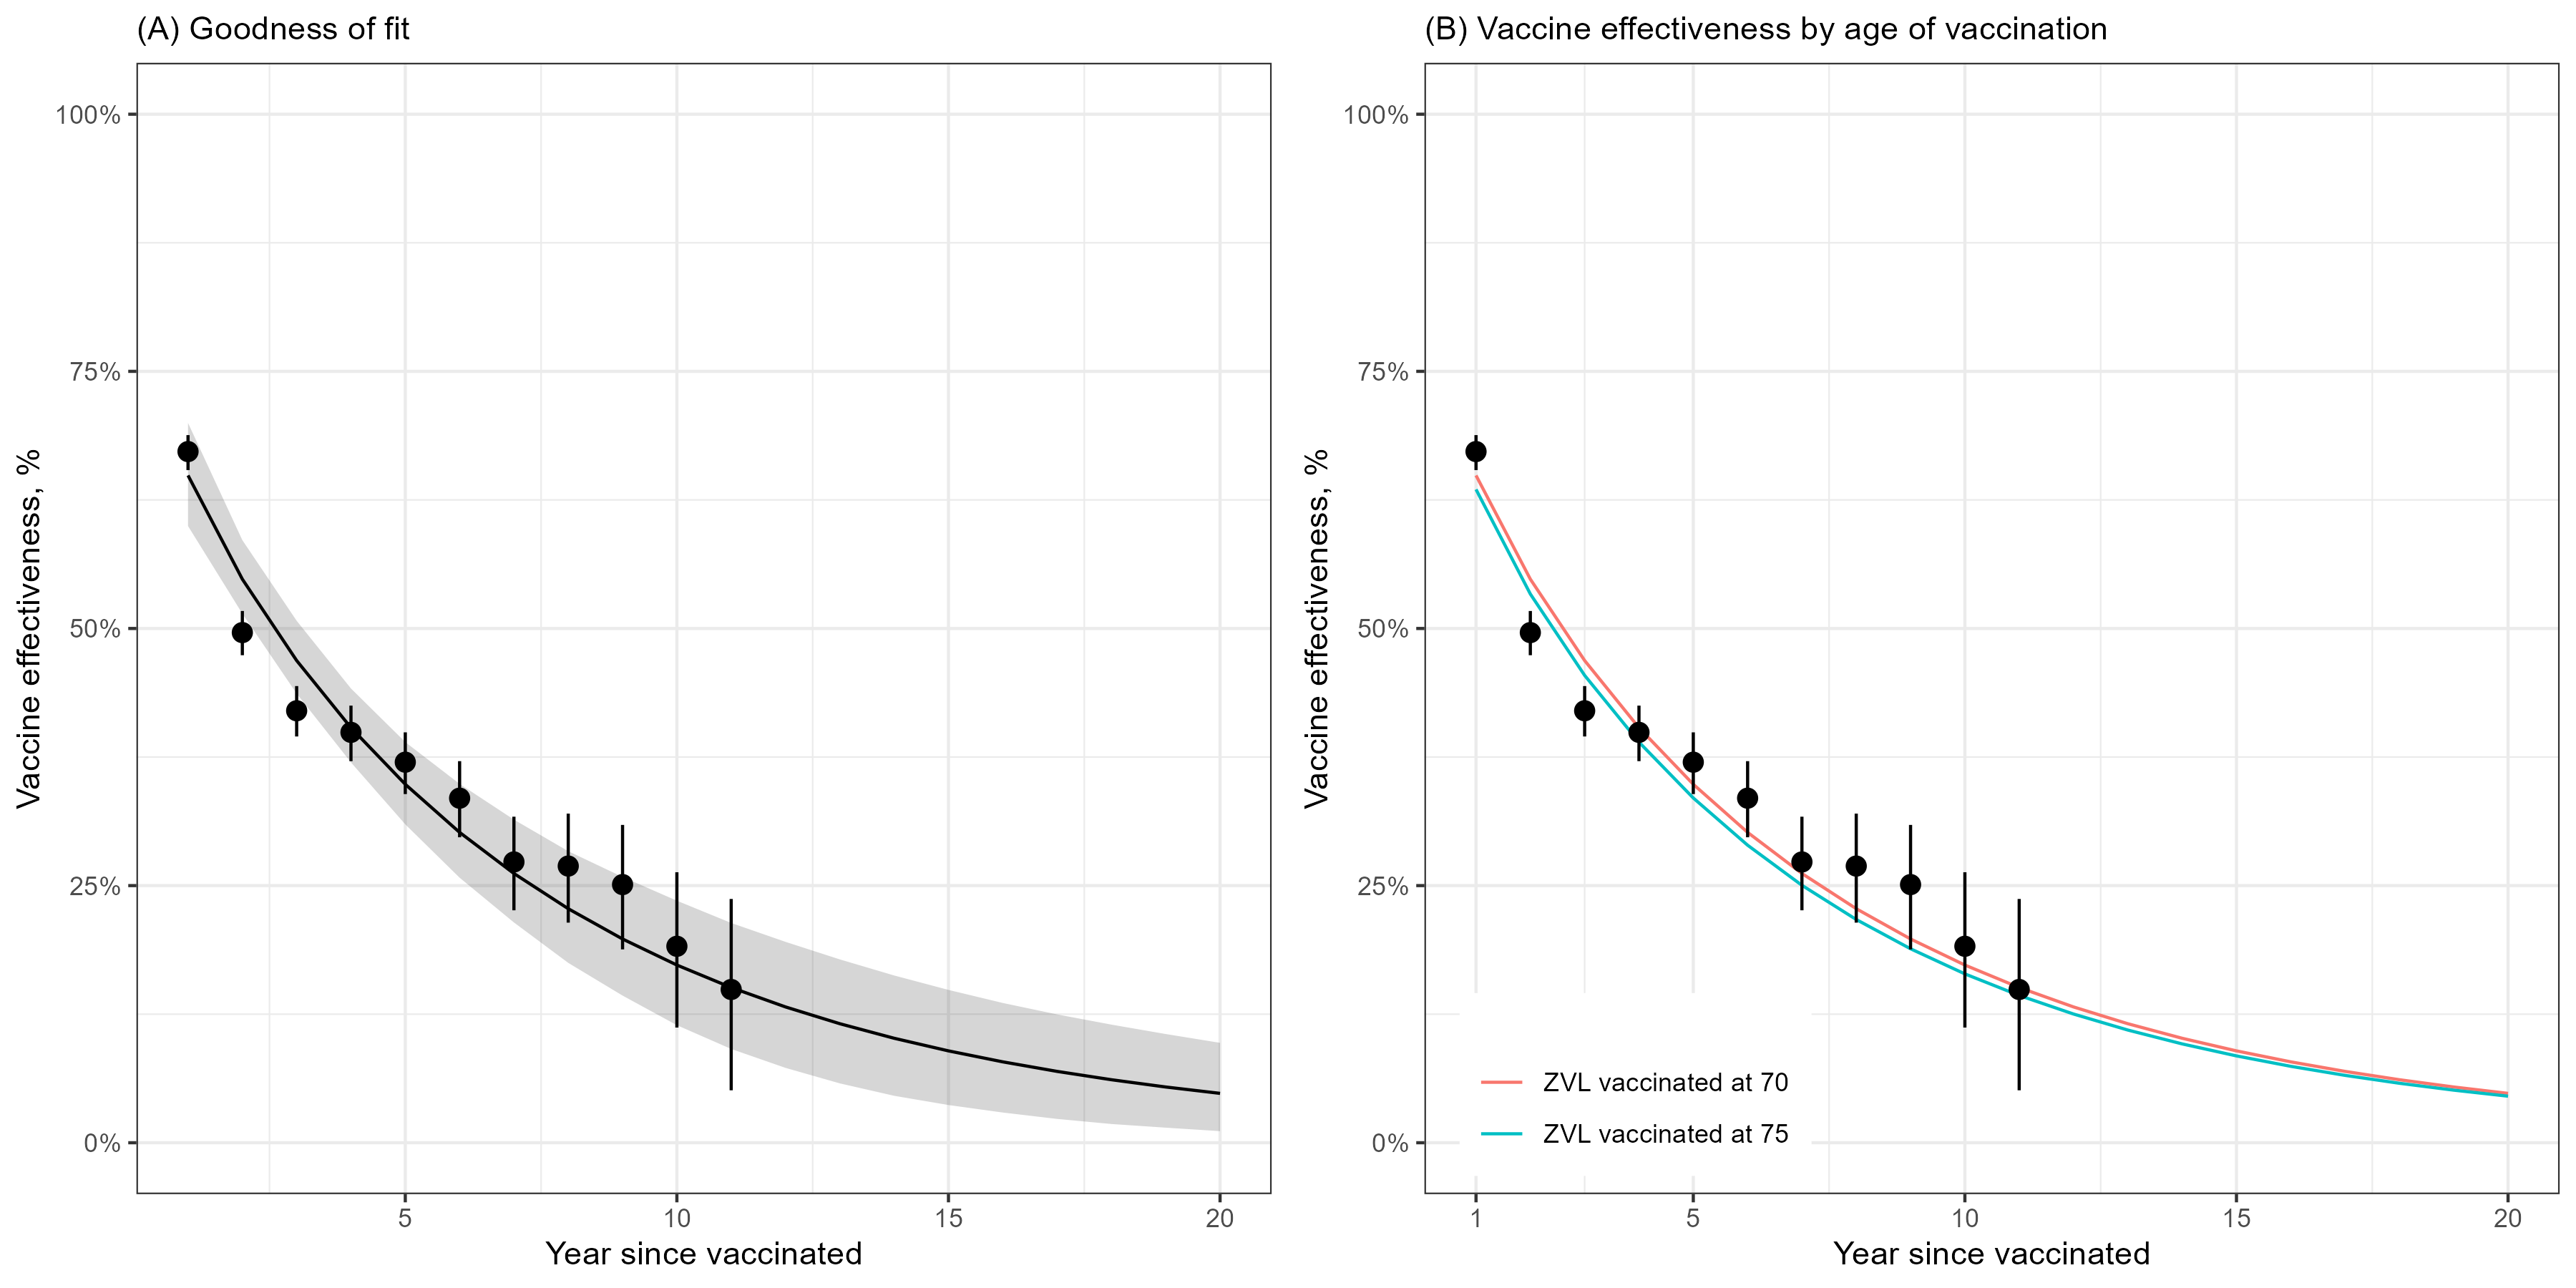 (A) Goodness of fit
Vaccine effectiveness, %
100%
75%
50%
25%
0%
5 10 15 20
Year since vaccinated
(B) Vaccine effectiveness by age of vaccination
Vaccine effectiveness, %
100%
75%
50%
25%
0%
ZVL vaccinated at 70
ZVL vaccinated at 75
1 5 10 15 20
Year since vaccinated